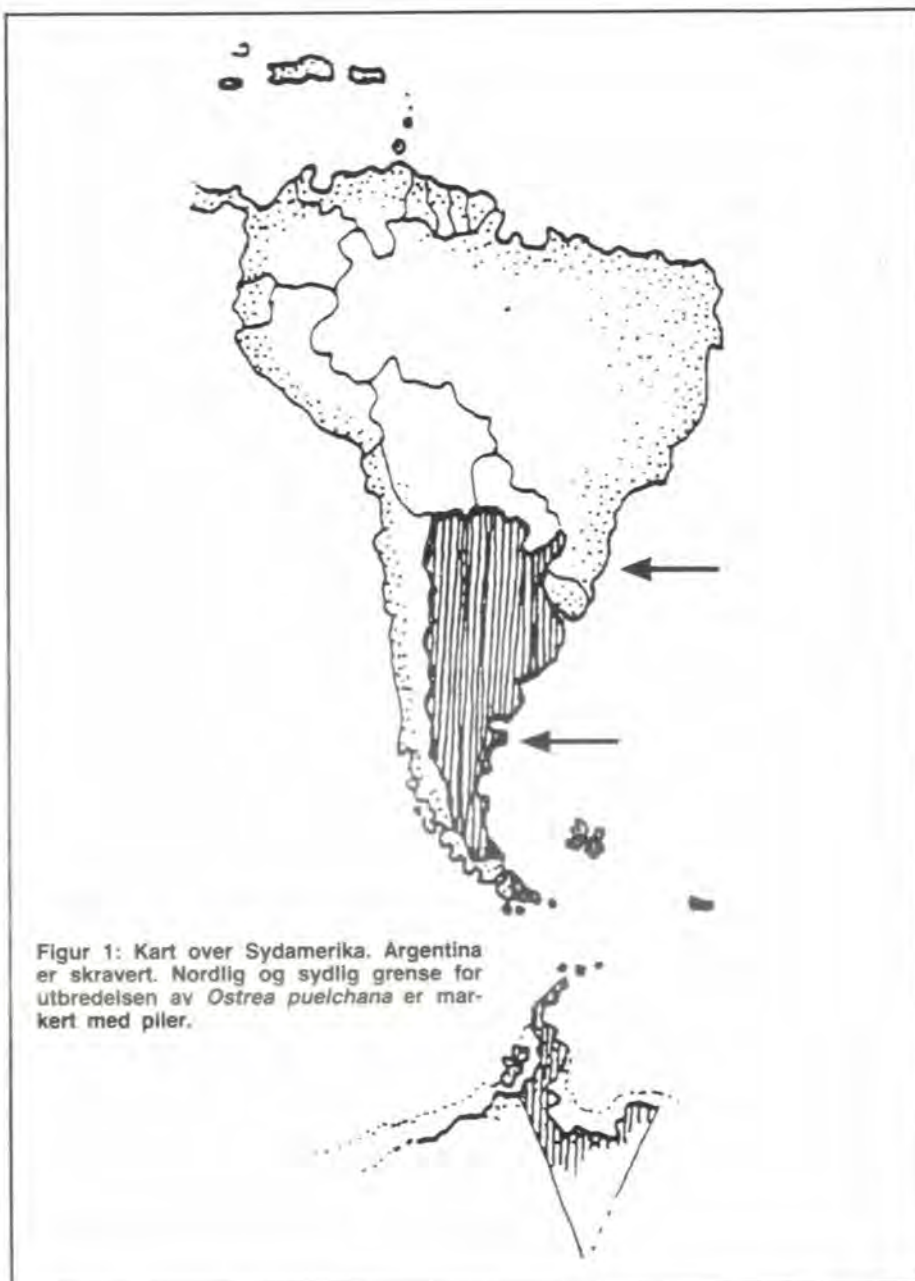 Figur 1: Kart over Sydamerika. Argentina
er skravert. Nordlig og sydlig grense for
utbredelsen av Ostrea puelchana er mar-
kert med piler.